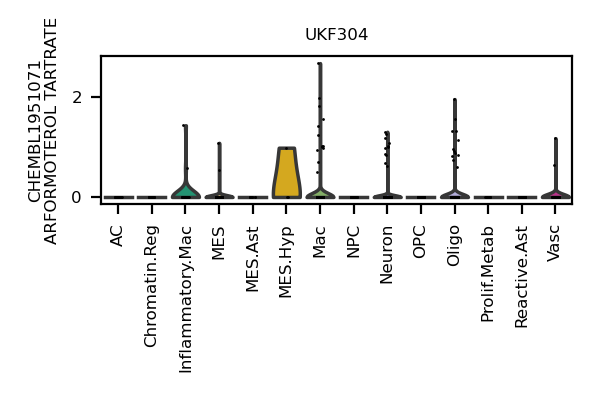 UKF304
CHEMBL1951071
ARFORMOTEROL TARTRATE
2
0
AC
Chromatin.Reg
Inflammatory.Mac
MES
MES.Ast
MES.Hyp
Mac
NPC
Neuron
OPC
Oligo
Prolif.Metab
Reactive.Ast
Vasc